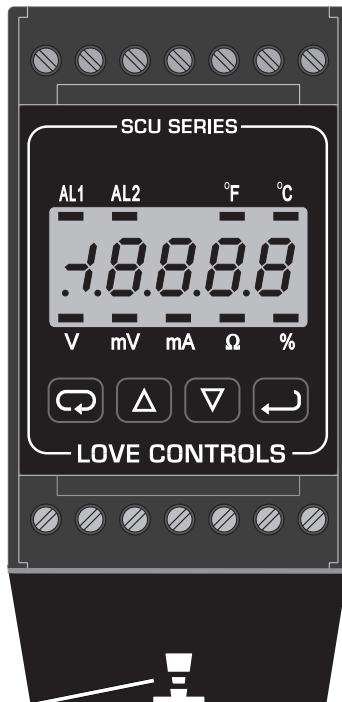 SCU SERIES
AL1 AL2 °F °C
-1.8.8.8.8
V mV mA Ω %
LOVE CONTROLS